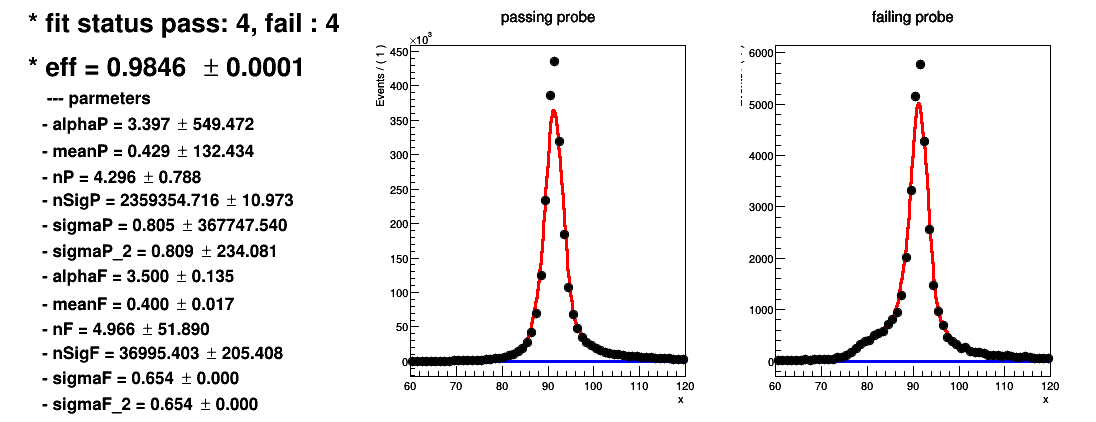 * fit status pass: 4, fail : 4
* eff = 0.9846 ± 0.0001
--- parmeters
- alphaP = 3.397 ± 549.472
- meanP = 0.429 ± 132.434
- nP = 4.296 ± 0.788
- nSigP = 2359354.716 ± 10.973
- sigmaP = 0.805 ± 367747.540
- sigmaP_2 = 0.809 ± 234.081
- alphaF = 3.500 ± 0.135
- meanF = 0.400 ± 0.017
- nF = 4.966 ± 51.890
- nSigF = 36995.403 ± 205.408
- sigmaF = 0.654 ± 0.000
- sigmaF_2 = 0.654 ± 0.000
passing probe
×10³
Events / ( 1 )
450
400
350
300
250
200
150
100
50
0
60 70 80 90 100 110 120
x
failing probe
6000
5000
4000
3000
2000
1000
0
60 70 80 90 100 110 120
x